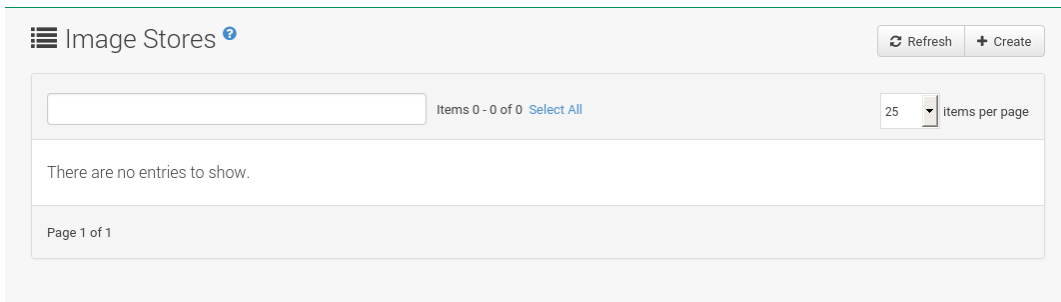 Image Stores ?
Refresh + Create
Items 0 - 0 of 0 Select All 25 items per page
There are no entries to show.
Page 1 of 1